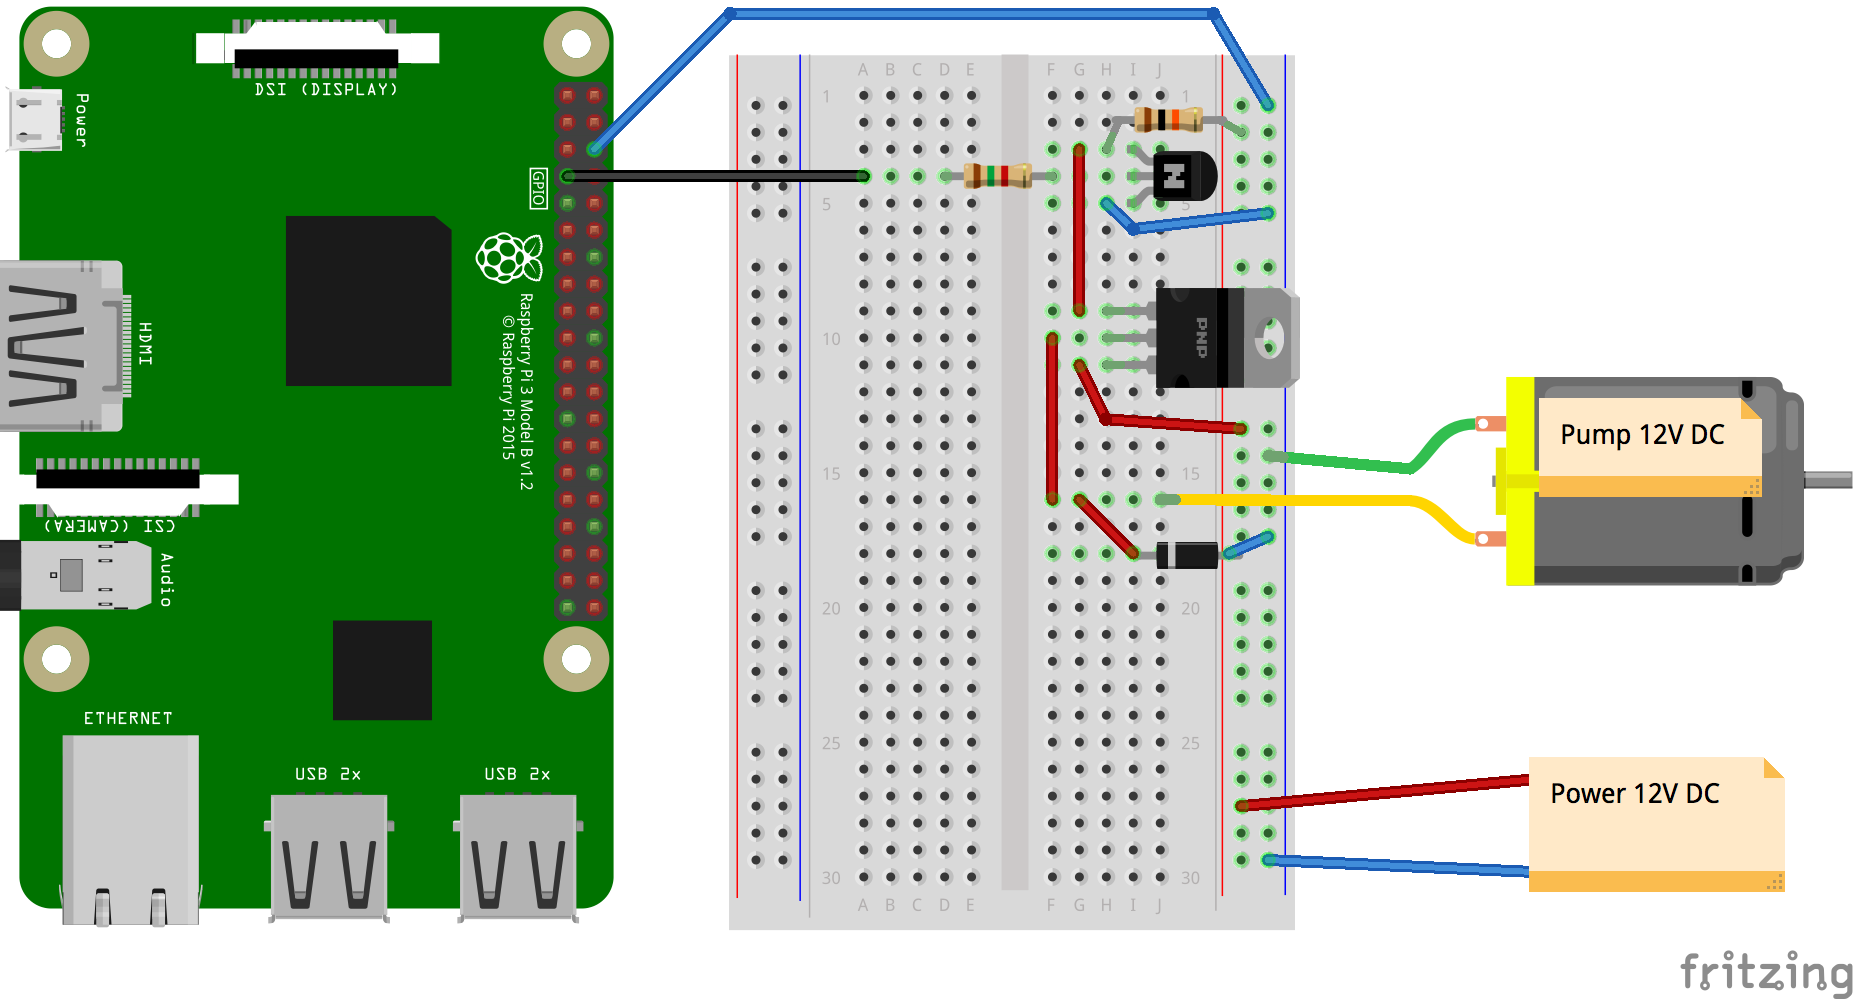 DSI (DISPLAY)
Power
GPIO
HDMI
Raspberry Pi 3 Model B v1.2
© Raspberry Pi 2015
CSI (CAMERA)
Audio
ETHERNET
USB 2x
USB 2x
A B C D E F G H I J
1 1
5 5
10
PNP
15 15
20 20
25 25
30 30
A B C D E F G H I J
Pump 12V DC
Power 12V DC
fritzing